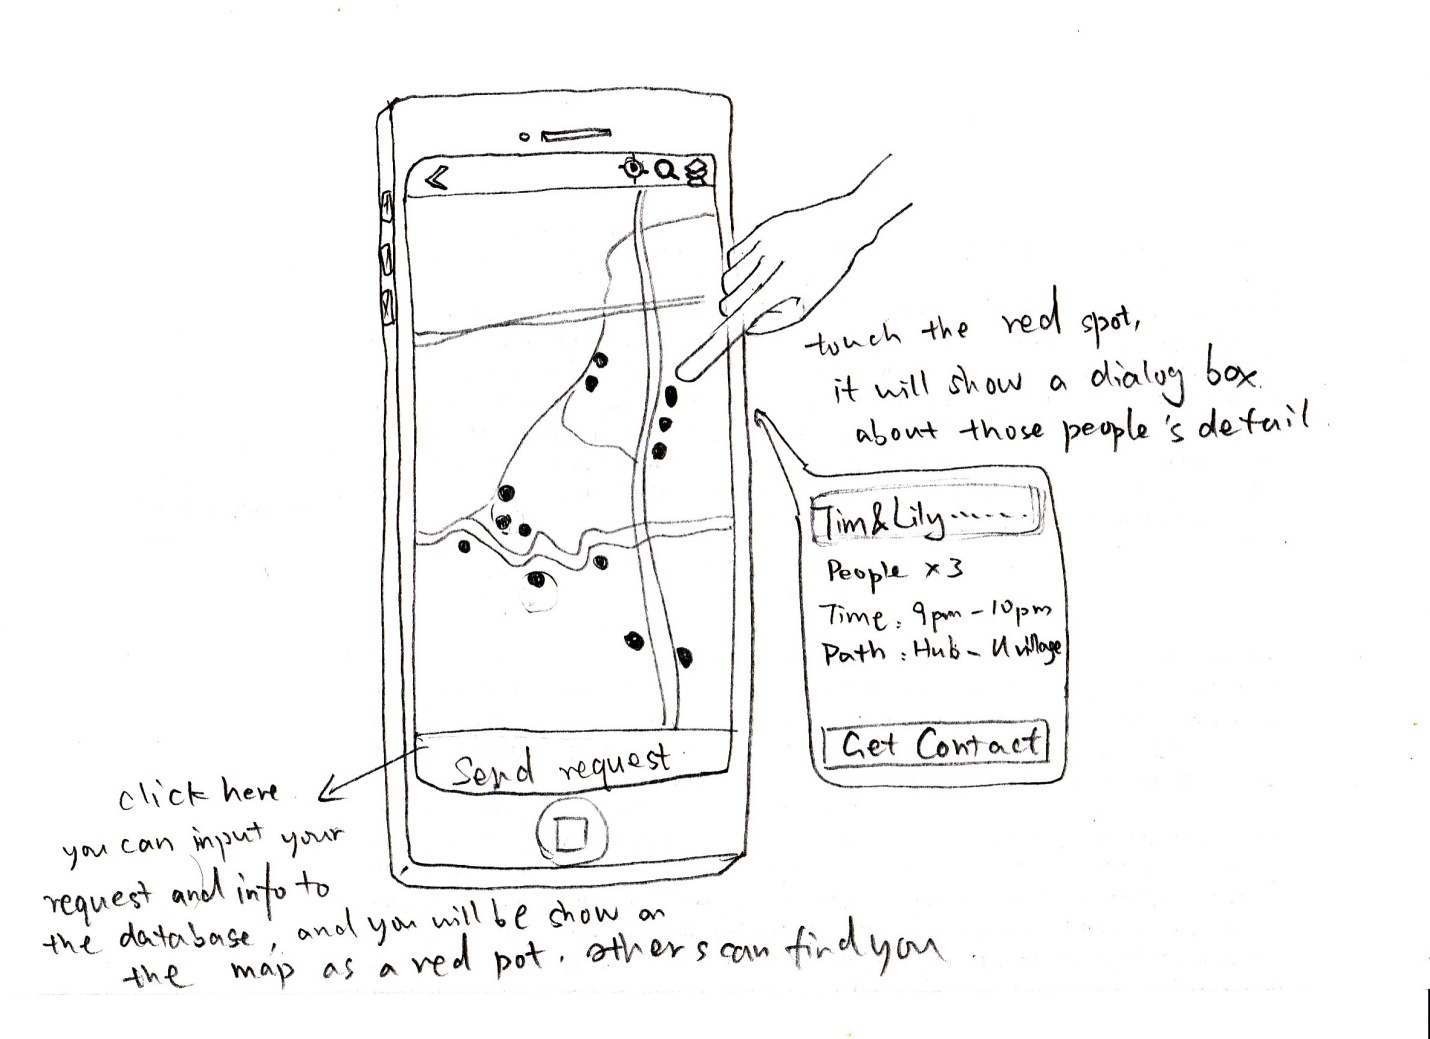 touch the red spot,
it will show a dialog box
about those people's detail.
Tim&Lily......
People x3
Time: 9pm - 10pm
Path: Hub - U village
Get Contact
Send request
click here
you can input your
request and info to
the database, and you will be show on
the map as a red pot. others can find you.